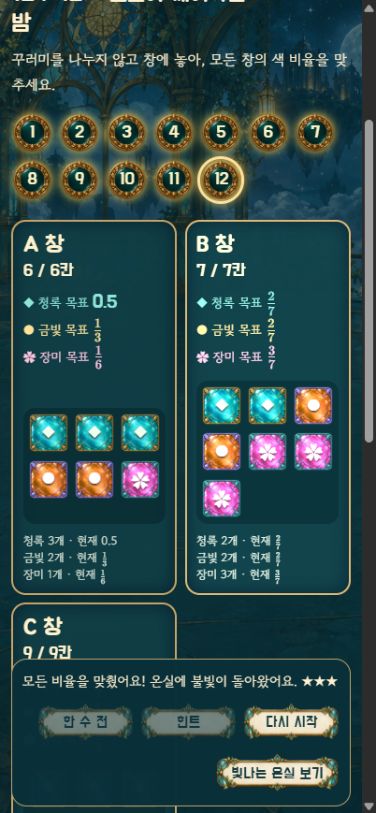 밤
꾸러미를 나누지 않고 창에 놓아, 모든 창의 색 비율을 맞
추세요.
1 2 3 4 5 6 7
8 9 10 11 12
A 창
6 / 6칸
청록 목표 0.5
금빛 목표 1/3
장미 목표 1/6
청록 3개 · 현재 0.5
금빛 2개 · 현재 1/3
장미 1개 · 현재 1/6
B 창
7 / 7칸
청록 목표 2/7
금빛 목표 2/7
장미 목표 3/7
청록 2개 · 현재 2/7
금빛 2개 · 현재 2/7
장미 3개 · 현재 3/7
C 창
9 / 9칸
모든 비율을 맞췄어요! 온실에 불빛이 돌아왔어요. ★★★
한 수 전
힌트
다시 시작
빛나는 온실 보기